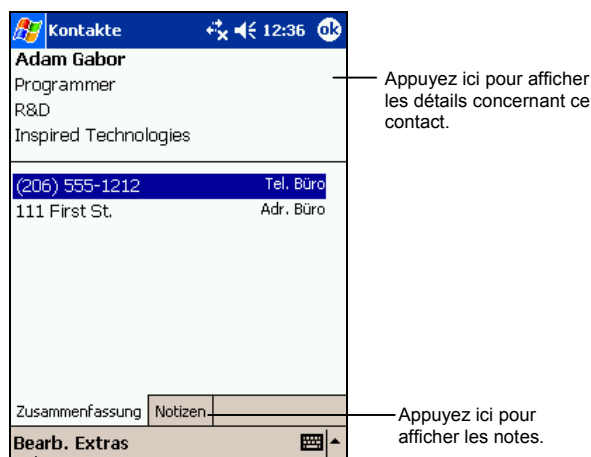 Kontakte 12:36 ok
Adam Gabor
Programmer
R&D
Inspired Technologies
Appuyez ici pour afficher
les détails concernant ce
contact.
(206) 555-1212 Tel. Büro
111 First St. Adr. Büro
Zusammenfassung Notizen
Appuyez ici pour
afficher les notes.
Bearb. Extras